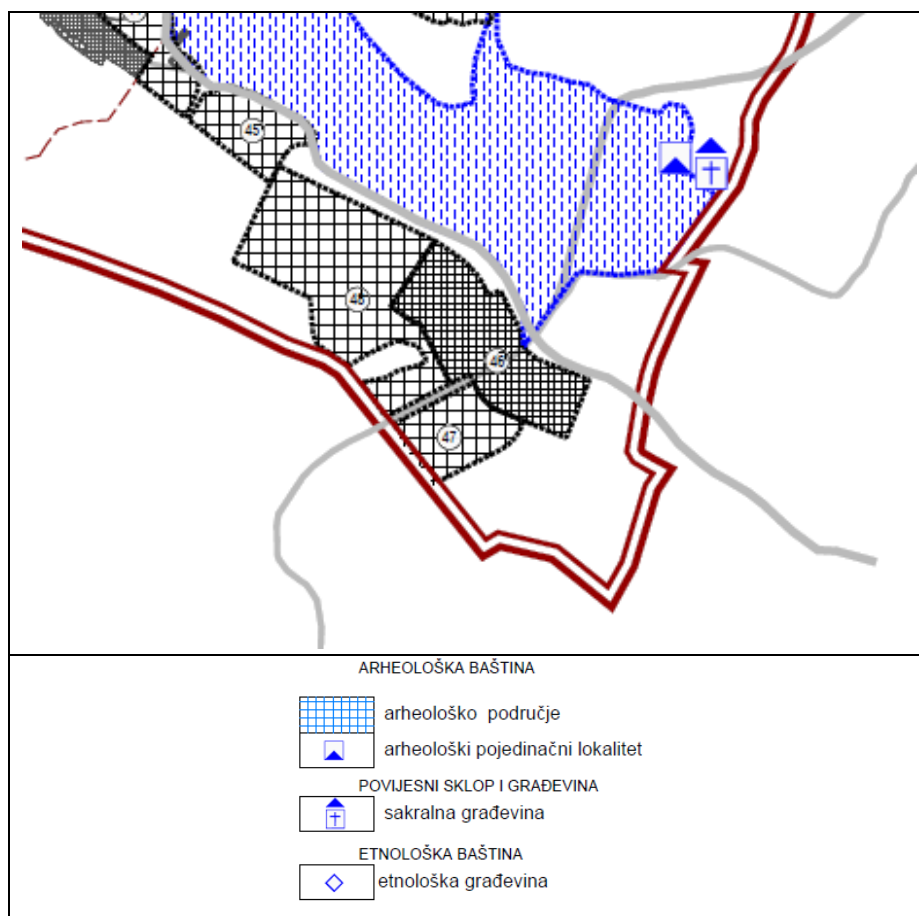 45
46
47
ARHEOLOŠKA BAŠTINA
arheološko područje
arheološki pojedinačni lokalitet
POVIJESNI SKLOP I GRAĐEVINA
sakralna građevina
ETNOLOŠKA BAŠTINA
etnološka građevina